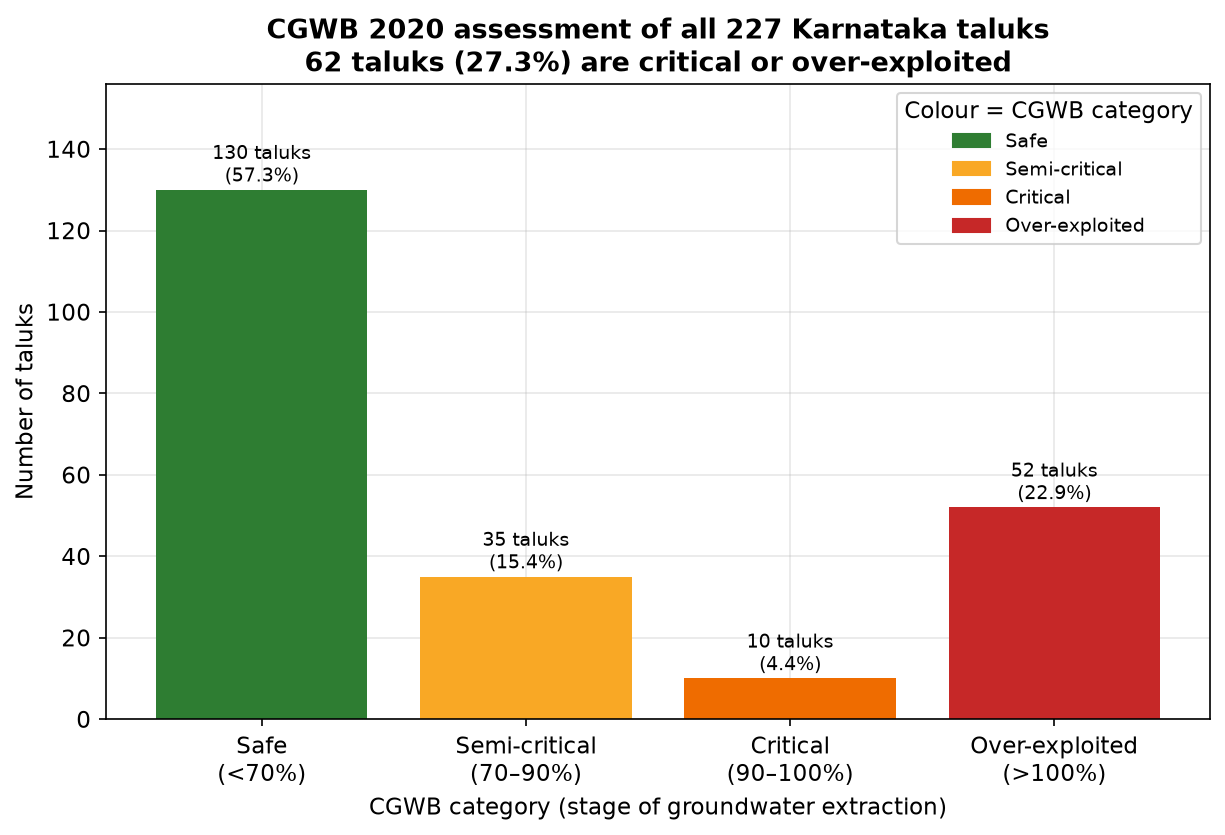 CGWB 2020 assessment of all 227 Karnataka taluks
62 taluks (27.3%) are critical or over-exploited
Colour = CGWB category
Safe
Semi-critical
Critical
Over-exploited
Number of taluks
140
120
100
80
60
40
20
0
130 taluks
(57.3%)
35 taluks
(15.4%)
10 taluks
(4.4%)
52 taluks
(22.9%)
Safe
(<70%)
Semi-critical
(70–90%)
Critical
(90–100%)
Over-exploited
(>100%)
CGWB category (stage of groundwater extraction)